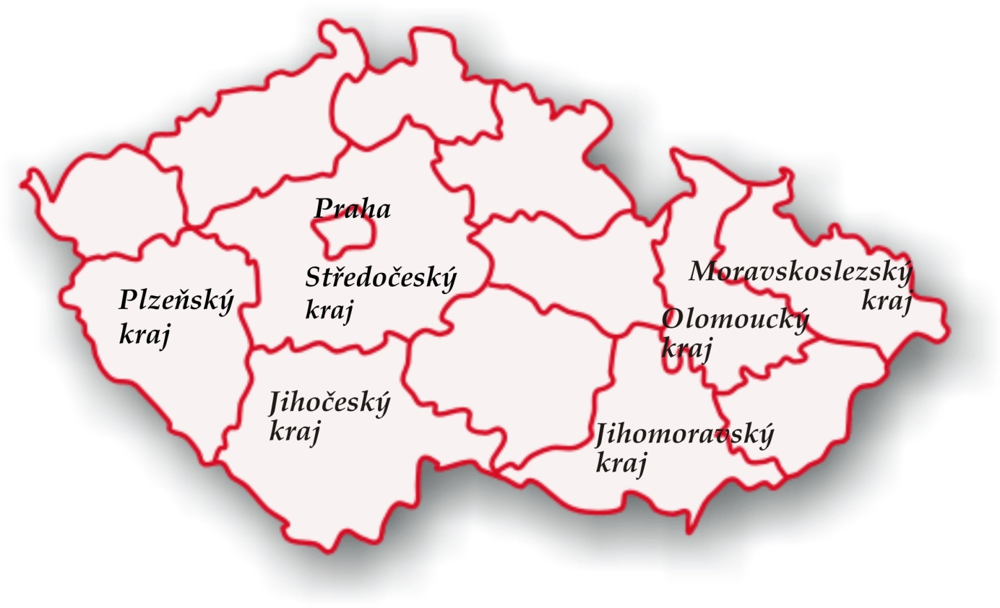 Praha
Středočeský
kraj
Plzeňský
kraj
Moravskoslezský
kraj
Olomoucký
kraj
Jihočeský
kraj
Jihomoravský
kraj